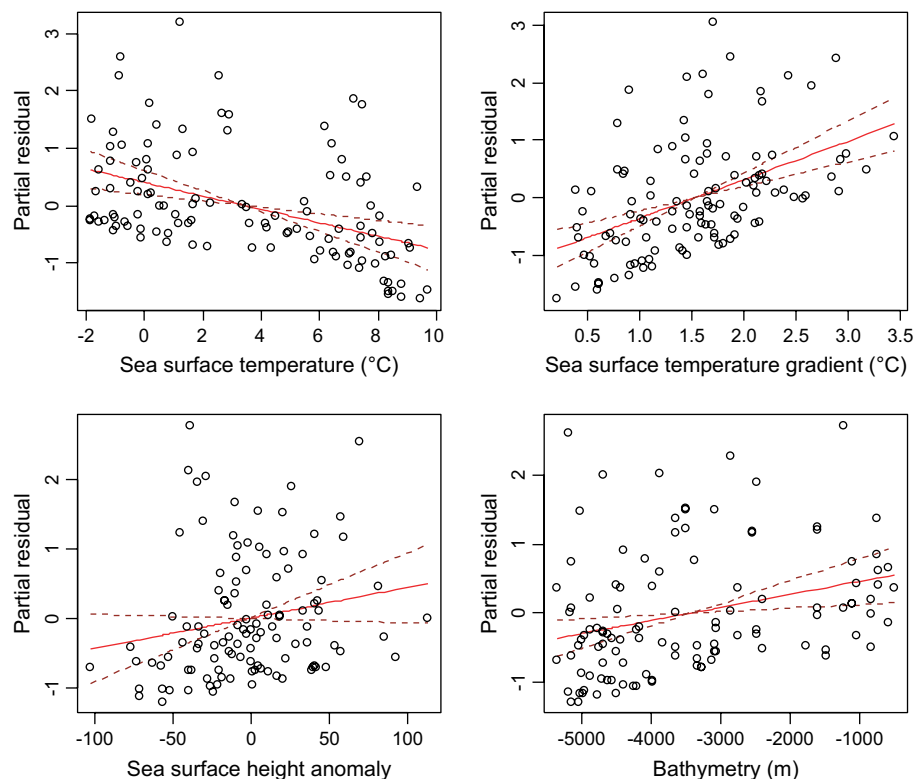 Partial residual
3
2
1
0
-1
-2 0 2 4 6 8 10
Sea surface temperature (°C)
Partial residual
3
2
1
0
-1
0.5 1.0 1.5 2.0 2.5 3.0 3.5
Sea surface temperature gradient (°C)
Partial residual
2
1
0
-1
-100 -50 0 50 100
Sea surface height anomaly
Partial residual
2
1
0
-1
-5000 -4000 -3000 -2000 -1000
Bathymetry (m)